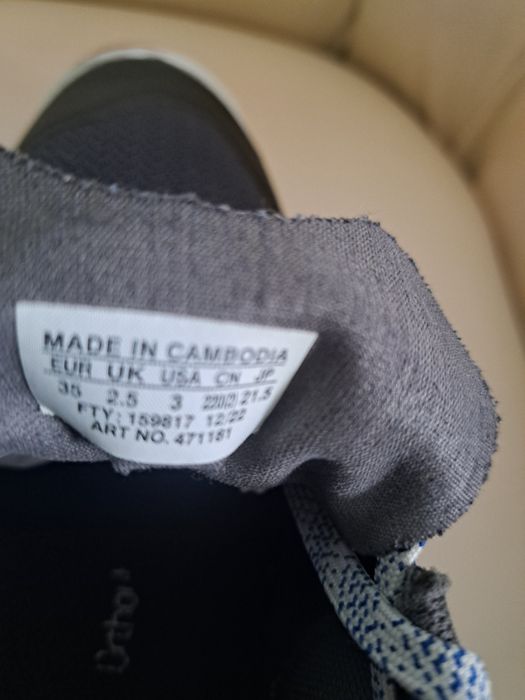 MADE IN CAMBODIA
EUR UK USA CN JP
35 2.5 3 220(2) 21.5
FTY: 159817 12/22
ART NO. 471181